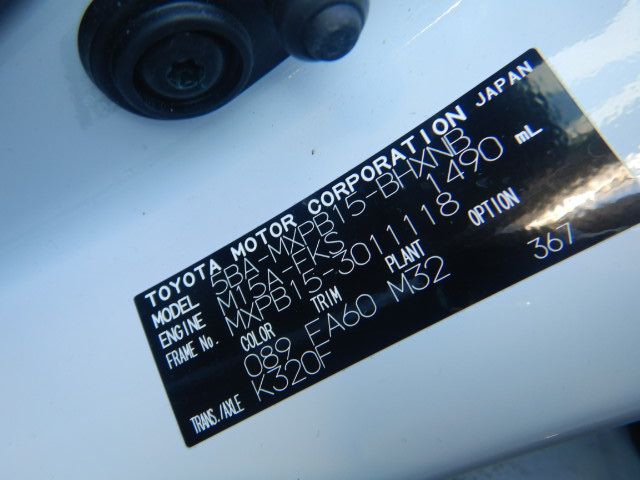 TOYOTA MOTOR CORPORATION JAPAN
MODEL 5BA-MXPB15-BHXNB
ENGINE M15A-FKS 1490 mL
FRAME No. MXPB15-3011118
COLOR TRIM PLANT OPTION
089 FA60 M32 367
TRANS./AXLE K320F